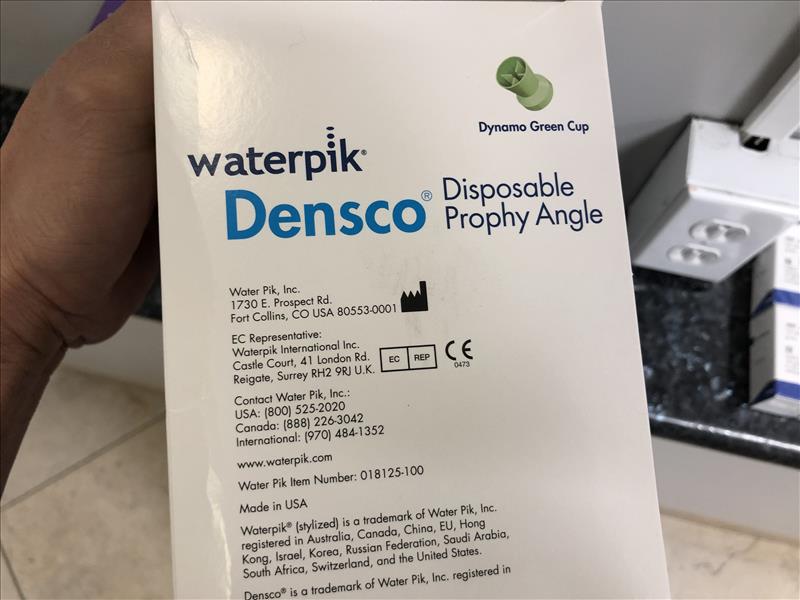 Dynamo Green Cup
waterpik®
Densco® Disposable
Prophy Angle
Water Pik, Inc.
1730 E. Prospect Rd.
Fort Collins, CO USA 80553-0001
EC Representative:
Waterpik International Inc.
Castle Court, 41 London Rd.
Reigate, Surrey RH2 9RJ U.K.
EC REP
CE
0473
Contact Water Pik, Inc.:
USA: (800) 525-2020
Canada: (888) 226-3042
International: (970) 484-1352
www.waterpik.com
Water Pik Item Number: 018125-100
Made in USA
Waterpik® (stylized) is a trademark of Water Pik, Inc.
registered in Australia, Canada, China, EU, Hong
Kong, Israel, Korea, Russian Federation, Saudi Arabia,
South Africa, Switzerland, and the United States.
Densco® is a trademark of Water Pik, Inc. registered in